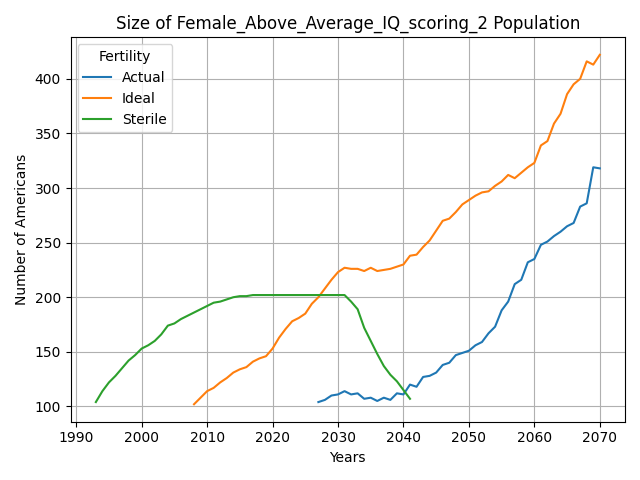 Size of Female_Above_Average_IQ_scoring_2 Population
Fertility
Actual
Ideal
Sterile
Number of Americans
400
350
300
250
200
150
100
1990 2000 2010 2020 2030 2040 2050 2060 2070
Years